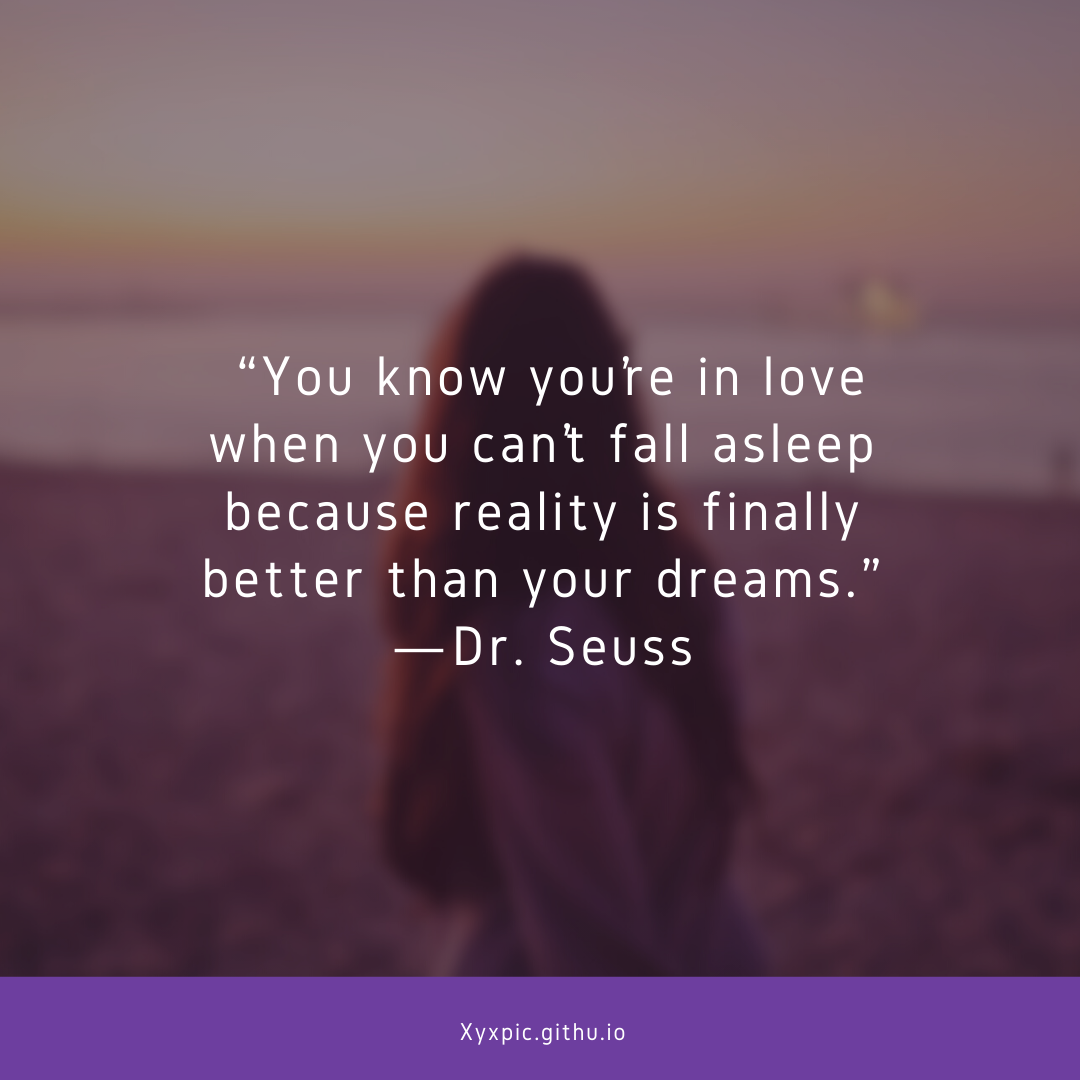 “You know you’re in love
when you can’t fall asleep
because reality is finally
better than your dreams.”
—Dr. Seuss
Xyxpic.githu.io